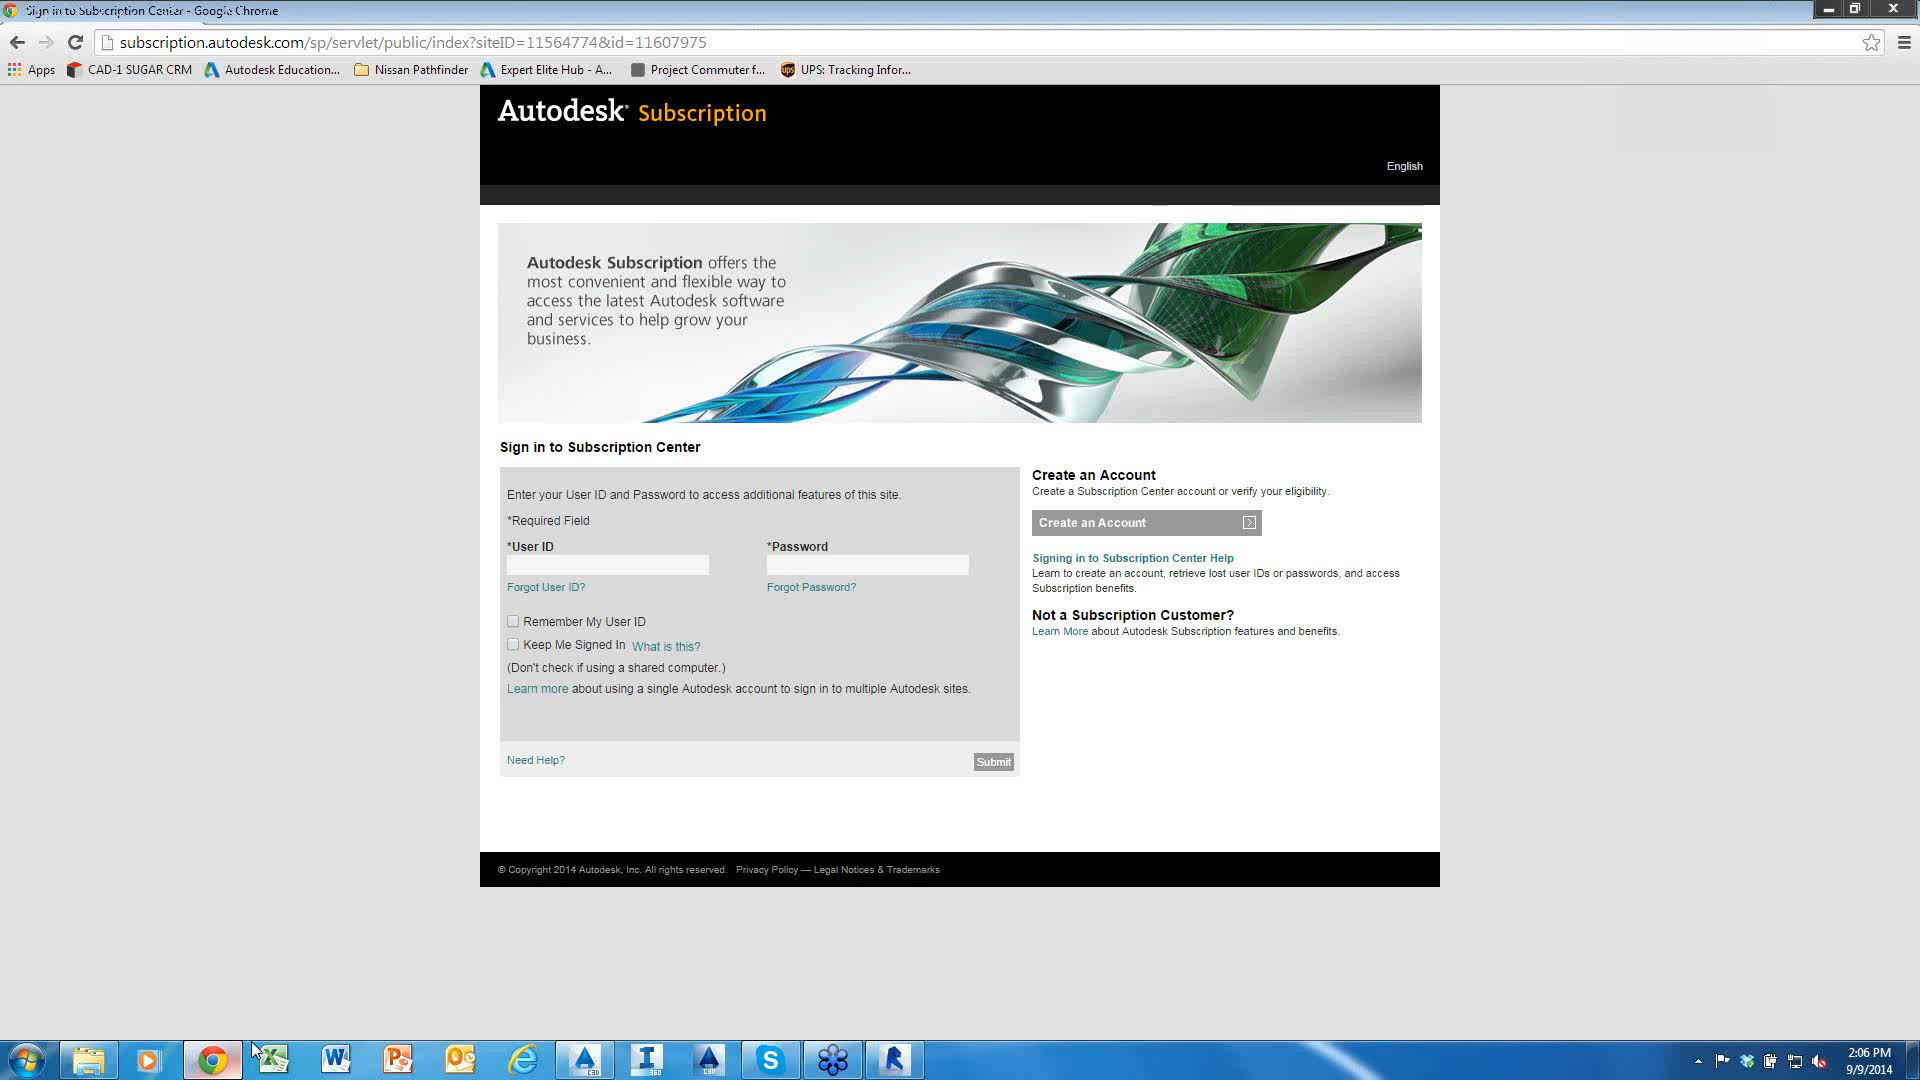 Sign in to Subscription Center - Google Chrome
subscription.autodesk.com/sp/servlet/public/index?siteID=11564774&id=11607975
Apps CAD-1 SUGAR CRM Autodesk Education... Nissan Pathfinder Expert Elite Hub - A... Project Commuter f... UPS: Tracking Infor...
Autodesk® Subscription
English
Autodesk Subscription offers the
most convenient and flexible way to
access the latest Autodesk software
and services to help grow your
business.
Sign in to Subscription Center
Enter your User ID and Password to access additional features of this site.
*Required Field
*User ID *Password
Forgot User ID? Forgot Password?
Remember My User ID
Keep Me Signed In What is this?
(Don't check if using a shared computer.)
Learn more about using a single Autodesk account to sign in to multiple Autodesk sites.
Need Help? Submit
Create an Account
Create a Subscription Center account or verify your eligibility.
Create an Account
Signing in to Subscription Center Help
Learn to create an account, retrieve lost user IDs or passwords, and access
Subscription benefits.
Not a Subscription Customer?
Learn More about Autodesk Subscription features and benefits.
© Copyright 2014 Autodesk, Inc. All rights reserved. Privacy Policy — Legal Notices & Trademarks
2:06 PM
9/9/2014